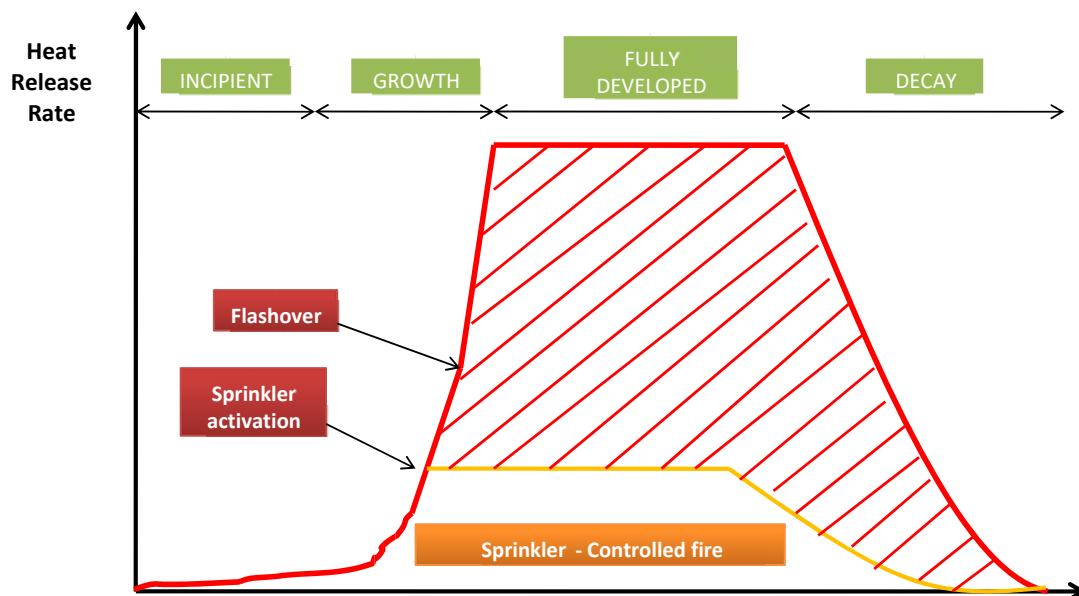 Heat
Release
Rate
INCIPIENT
GROWTH
FULLY
DEVELOPED
DECAY
Flashover
Sprinkler
activation
Sprinkler - Controlled fire